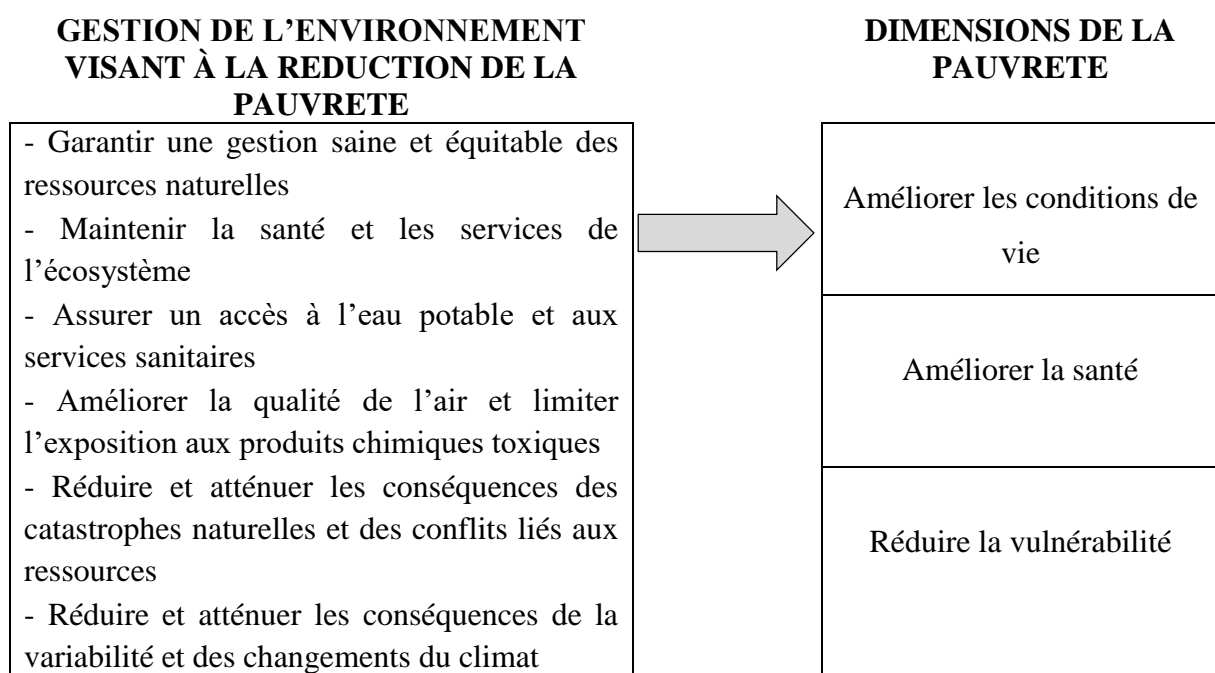 GESTION DE L’ENVIRONNEMENT
VISANT À LA REDUCTION DE LA
PAUVRETE
- Garantir une gestion saine et équitable des
ressources naturelles
- Maintenir la santé et les services de
l’écosystème
- Assurer un accès à l’eau potable et aux
services sanitaires
- Améliorer la qualité de l’air et limiter
l’exposition aux produits chimiques toxiques
- Réduire et atténuer les conséquences des
catastrophes naturelles et des conflits liés aux
ressources
- Réduire et atténuer les conséquences de la
variabilité et des changements du climat
DIMENSIONS DE LA
PAUVRETE
Améliorer les conditions de
vie
Améliorer la santé
Réduire la vulnérabilité